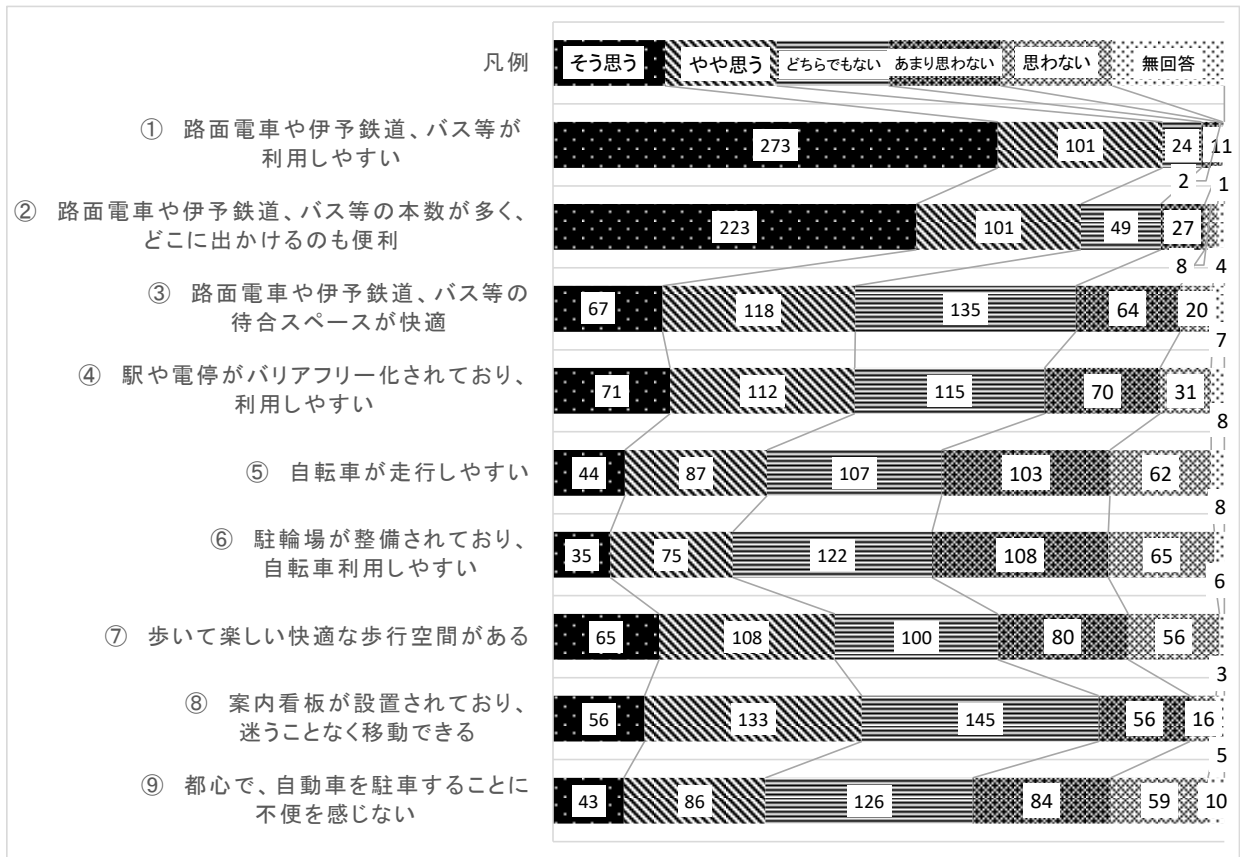 凡例
そう思う やや思う どちらでもない あまり思わない 思わない 無回答
① 路面電車や伊予鉄道、バス等が
利用しやすい
273 101 24 11
2 1
② 路面電車や伊予鉄道、バス等の本数が多く、
どこに出かけるのも便利
223 101 49 27
8 4
③ 路面電車や伊予鉄道、バス等の
待合スペースが快適
67 118 135 64 20
7
④ 駅や電停がバリアフリー化されており、
利用しやすい
71 112 115 70 31
8
⑤ 自転車が走行しやすい
44 87 107 103 62
8
⑥ 駐輪場が整備されており、
自転車利用しやすい
35 75 122 108 65
6
⑦ 歩いて楽しい快適な歩行空間がある
65 108 100 80 56
3
⑧ 案内看板が設置されており、
迷うことなく移動できる
56 133 145 56 16
5
⑨ 都心で、自動車を駐車することに
不便を感じない
43 86 126 84 59 10